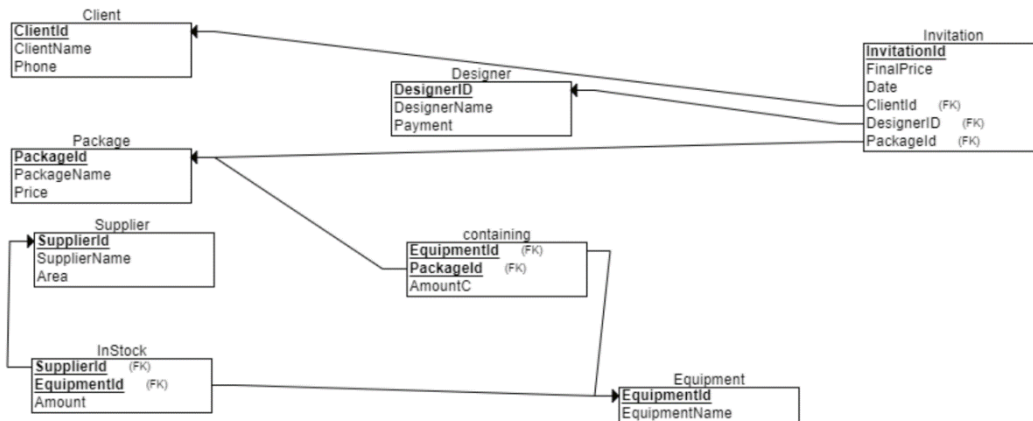 Client
ClientId
ClientName
Phone
Designer
DesignerID
DesignerName
Payment
Invitation
InvitationId
FinalPrice
Date
ClientId (FK)
DesignerID (FK)
PackageId (FK)
Package
PackageId
PackageName
Price
Supplier
SupplierId
SupplierName
Area
containing
EquipmentId (FK)
PackageId (FK)
AmountC
InStock
SupplierId (FK)
EquipmentId (FK)
Amount
Equipment
EquipmentId
EquipmentName